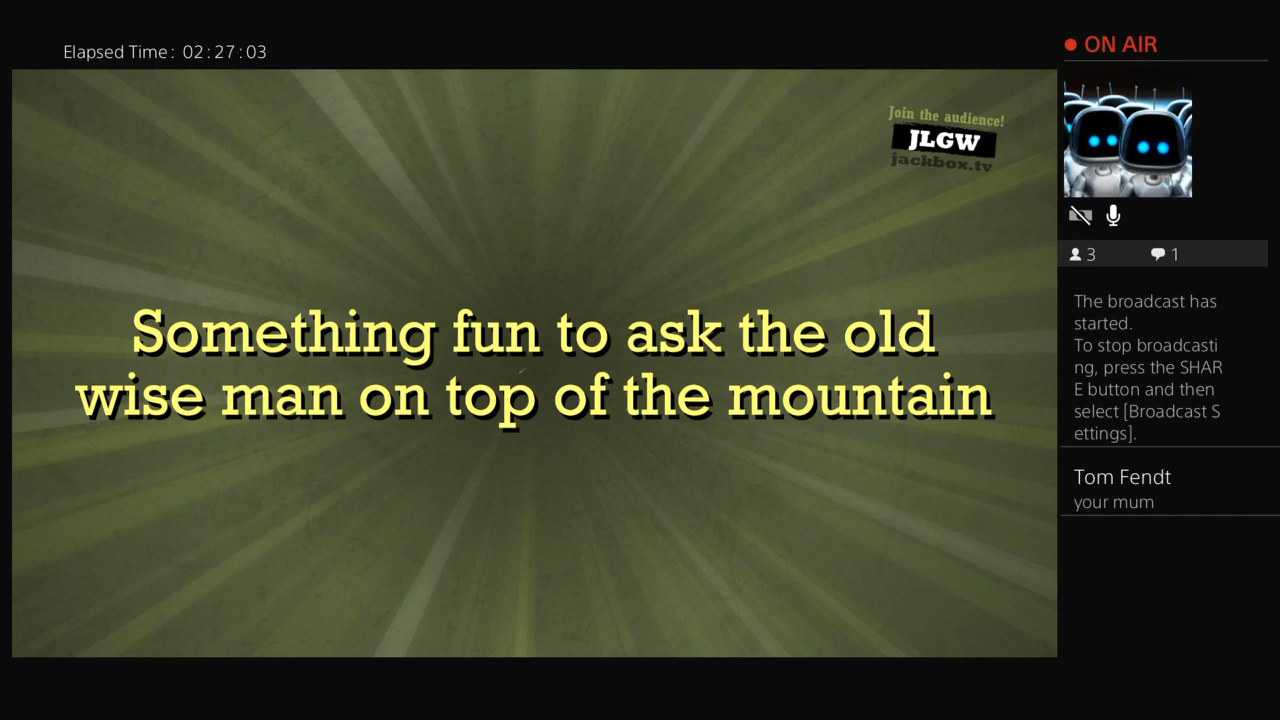 Elapsed Time: 02:27:03
ON AIR
Join the audience!
JLGW
jackbox.tv
Something fun to ask the old
wise man on top of the mountain
3 1
The broadcast has
started.
To stop broadcasti
ng, press the SHAR
E button and then
select [Broadcast S
ettings].
Tom Fendt
your mum